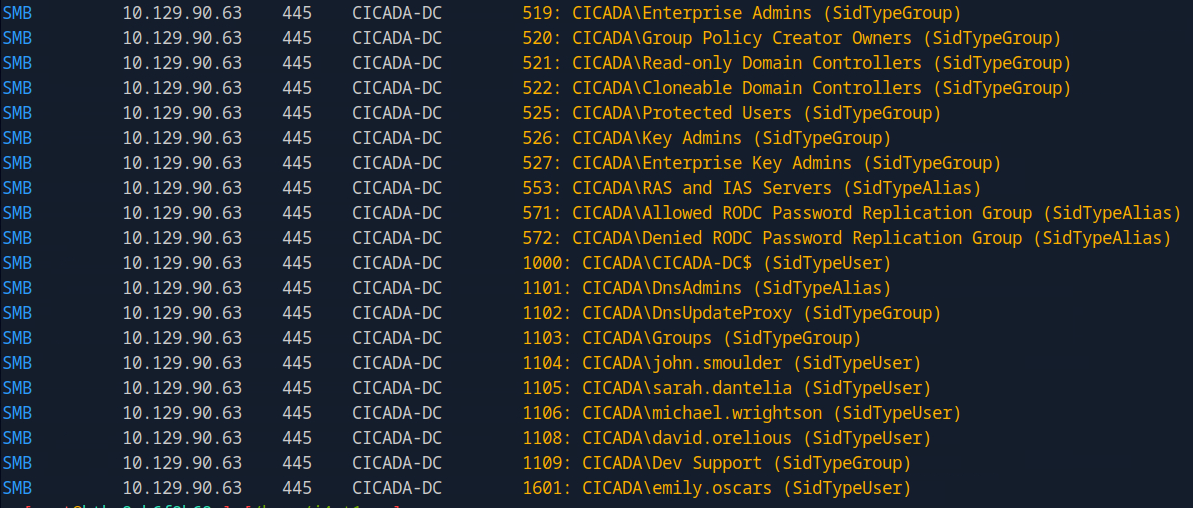 SMB 10.129.90.63 445 CICADA-DC 519: CICADA\Enterprise Admins (SidTypeGroup)
SMB 10.129.90.63 445 CICADA-DC 520: CICADA\Group Policy Creator Owners (SidTypeGroup)
SMB 10.129.90.63 445 CICADA-DC 521: CICADA\Read-only Domain Controllers (SidTypeGroup)
SMB 10.129.90.63 445 CICADA-DC 522: CICADA\Cloneable Domain Controllers (SidTypeGroup)
SMB 10.129.90.63 445 CICADA-DC 525: CICADA\Protected Users (SidTypeGroup)
SMB 10.129.90.63 445 CICADA-DC 526: CICADA\Key Admins (SidTypeGroup)
SMB 10.129.90.63 445 CICADA-DC 527: CICADA\Enterprise Key Admins (SidTypeGroup)
SMB 10.129.90.63 445 CICADA-DC 553: CICADA\RAS and IAS Servers (SidTypeAlias)
SMB 10.129.90.63 445 CICADA-DC 571: CICADA\Allowed RODC Password Replication Group (SidTypeAlias)
SMB 10.129.90.63 445 CICADA-DC 572: CICADA\Denied RODC Password Replication Group (SidTypeAlias)
SMB 10.129.90.63 445 CICADA-DC 1000: CICADA\CICADA-DC$ (SidTypeUser)
SMB 10.129.90.63 445 CICADA-DC 1101: CICADA\DnsAdmins (SidTypeAlias)
SMB 10.129.90.63 445 CICADA-DC 1102: CICADA\DnsUpdateProxy (SidTypeGroup)
SMB 10.129.90.63 445 CICADA-DC 1103: CICADA\Groups (SidTypeGroup)
SMB 10.129.90.63 445 CICADA-DC 1104: CICADA\john.smoulder (SidTypeUser)
SMB 10.129.90.63 445 CICADA-DC 1105: CICADA\sarah.dantelia (SidTypeUser)
SMB 10.129.90.63 445 CICADA-DC 1106: CICADA\michael.wrightson (SidTypeUser)
SMB 10.129.90.63 445 CICADA-DC 1108: CICADA\david.orelious (SidTypeUser)
SMB 10.129.90.63 445 CICADA-DC 1109: CICADA\Dev Support (SidTypeGroup)
SMB 10.129.90.63 445 CICADA-DC 1601: CICADA\emily.oscars (SidTypeUser)